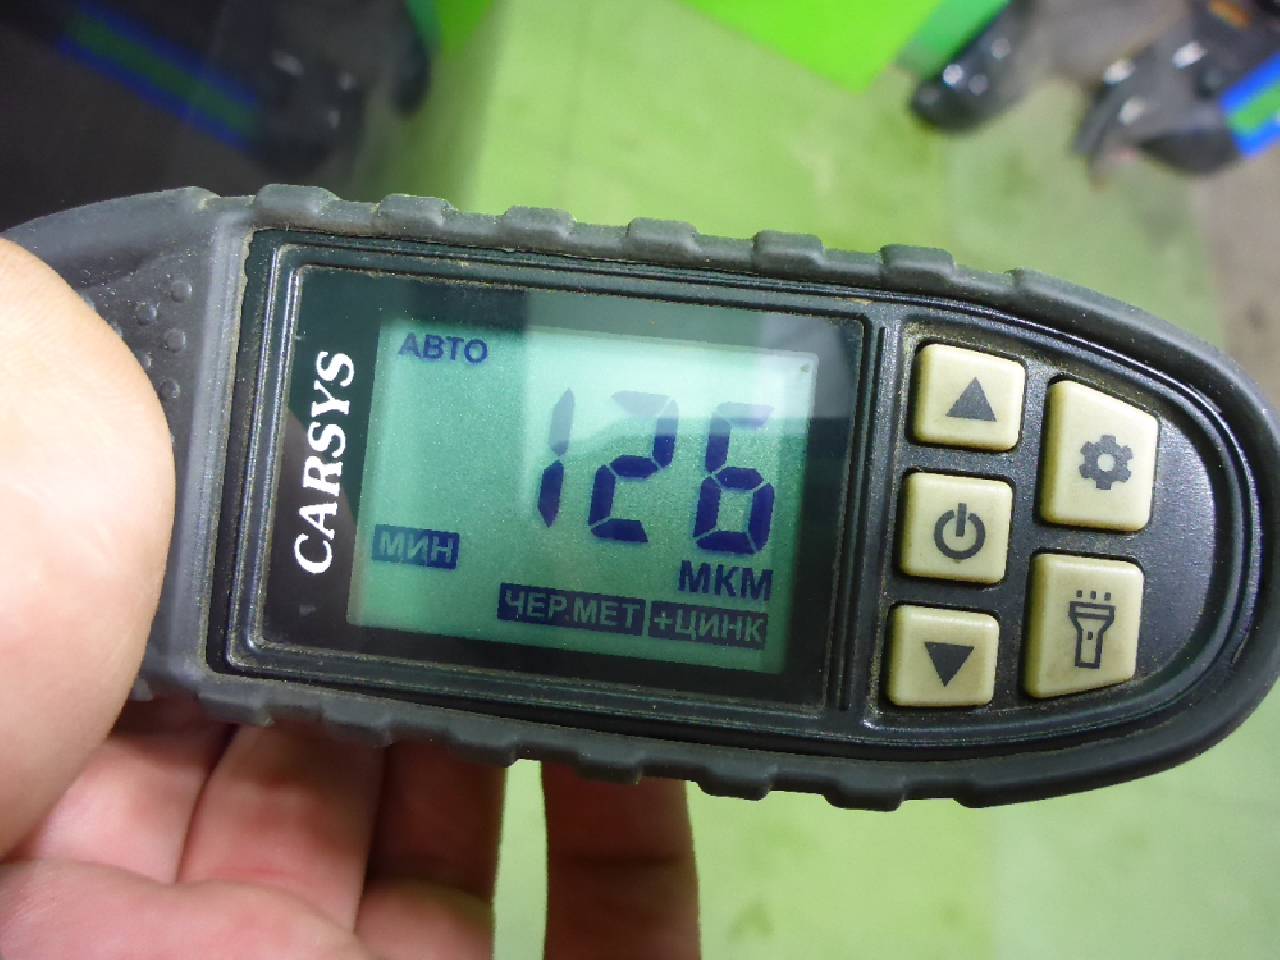 CARSYS
АВТО
126
МИН
МКМ
ЧЕР.МЕТ +ЦИНК